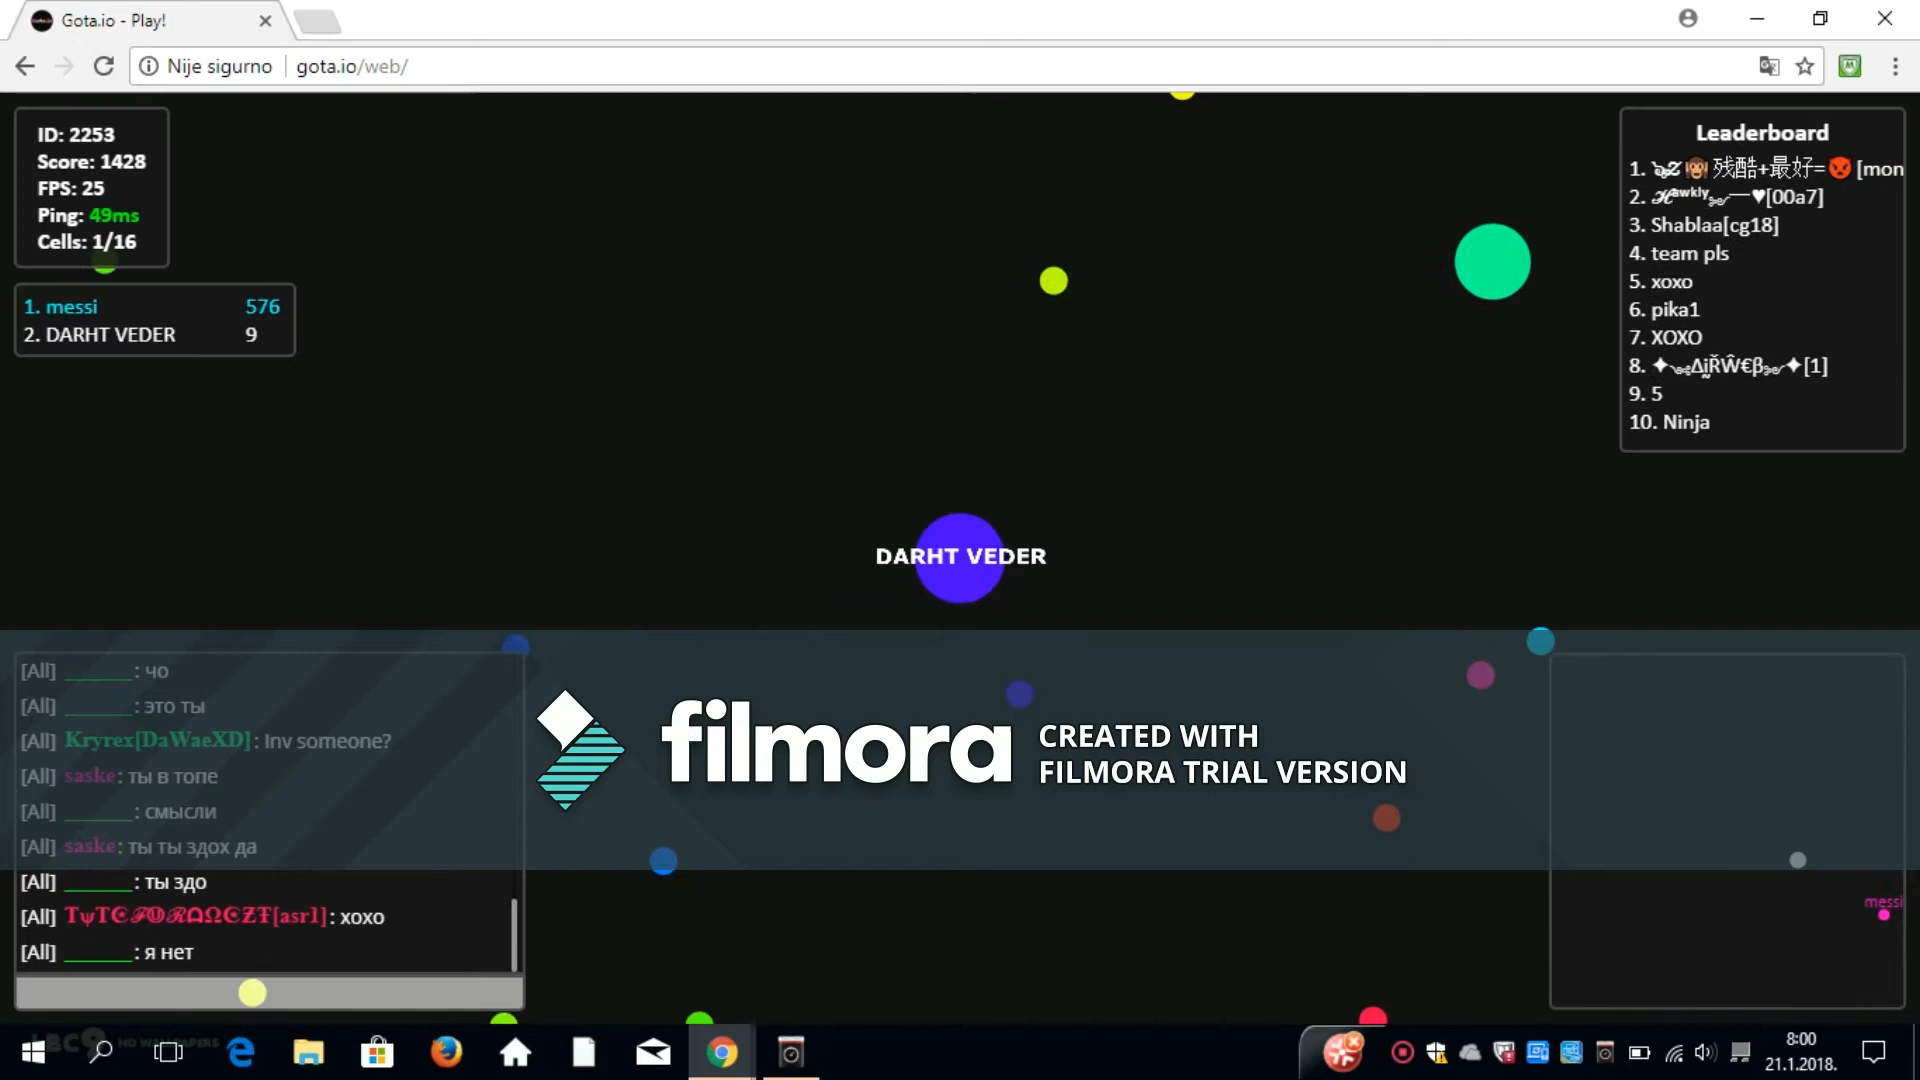 Gota.io - Play!
Nije sigurno
gota.io/web/
ID: 2253
Score: 1428
FPS: 25
Ping: 49ms
Cells: 1/16
1. messi 576
2. DARHT VEDER 9
Leaderboard
残酷+最好=😡 [mon
2. ℋᵃʷᵏˡʸ
♥[00a7]
3. Shablaa[cg18]
4. team pls
5. xoxo
6. pika1
7. XOXO
8.
[1]
9. 5
10. Ninja
DARHT VEDER
[All] ______: чо
[All] ______: это ты
[All] Kryrex[DaWaeXD]: Inv someone?
[All] saske: ты в топе
[All] ______: смысли
[All] saske: ты ты здох да
[All] ______: ты здо
[All]
[asrl]: xoxo
[All] ______: я нет
filmora
CREATED WITH
FILMORA TRIAL VERSION
messi
8:00
21.1.2018.